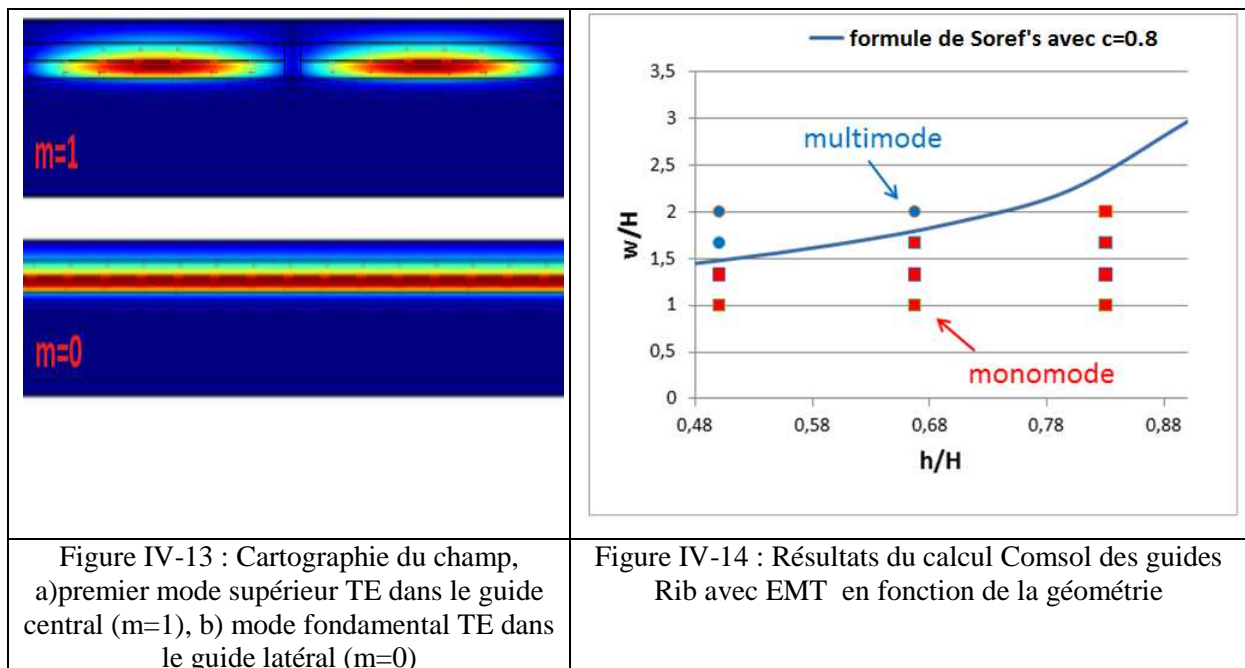 m=1
m=0
formule de Soref's avec c=0.8
3,5
3
2,5
2
1,5
1
0,5
0
w/H
multimode
monomode
0,48
0,58
0,68
0,78
0,88
h/H
Figure IV-13 : Cartographie du champ,
a)premier mode supérieur TE dans le guide
central (m=1), b) mode fondamental TE dans
le guide latéral (m=0)
Figure IV-14 : Résultats du calcul Comsol des guides
Rib avec EMT en fonction de la géométrie